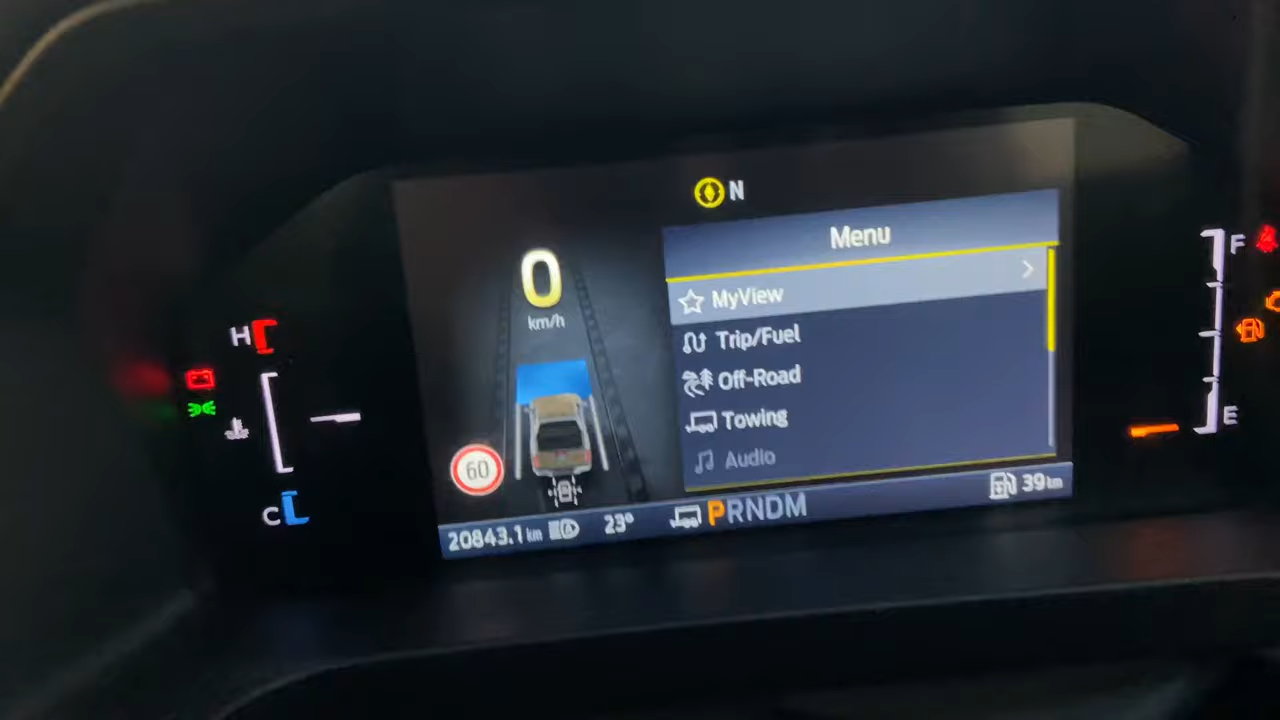 N
Menu
0
km/h
MyView
Trip/Fuel
Off-Road
Towing
Audio
60
20843.1 km
23°
PRNDM
39 km
H
C
F
E